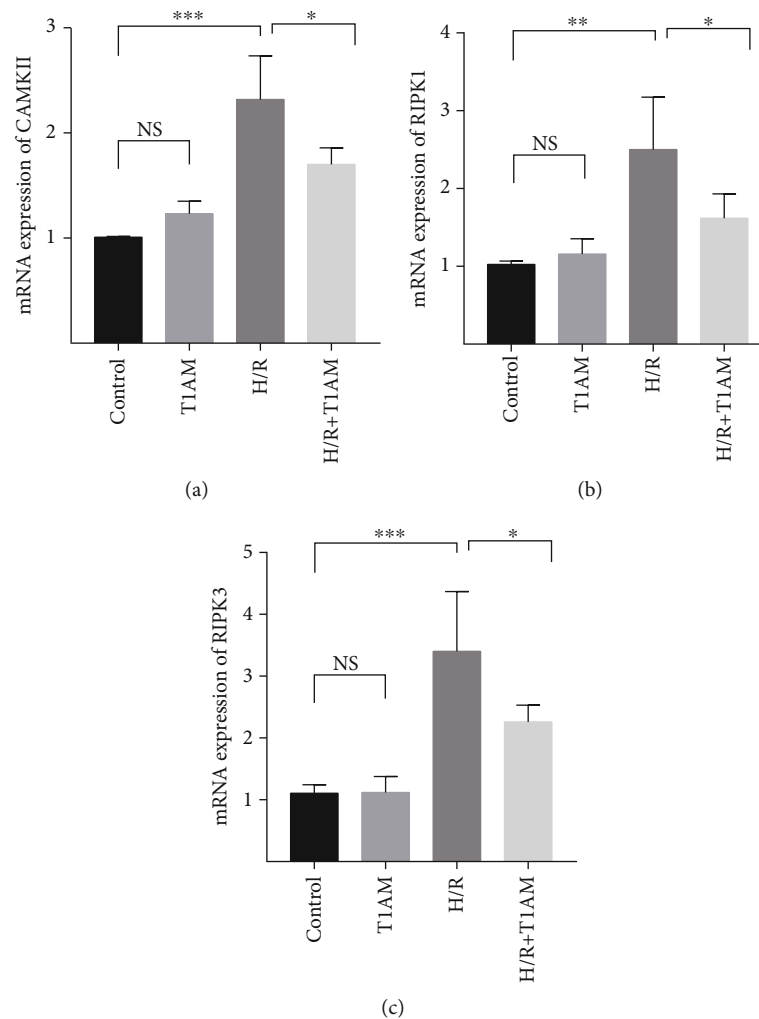 mRNA expression of CAMKII
3
2
1
***
*
NS
Control
T1AM
H/R
H/R+T1AM
(a)
mRNA expression of RIPK1
4
3
2
1
**
*
NS
Control
T1AM
H/R
H/R+T1AM
(b)
mRNA expression of RIPK3
5
4
3
2
1
***
*
NS
Control
T1AM
H/R
H/R+T1AM
(c)